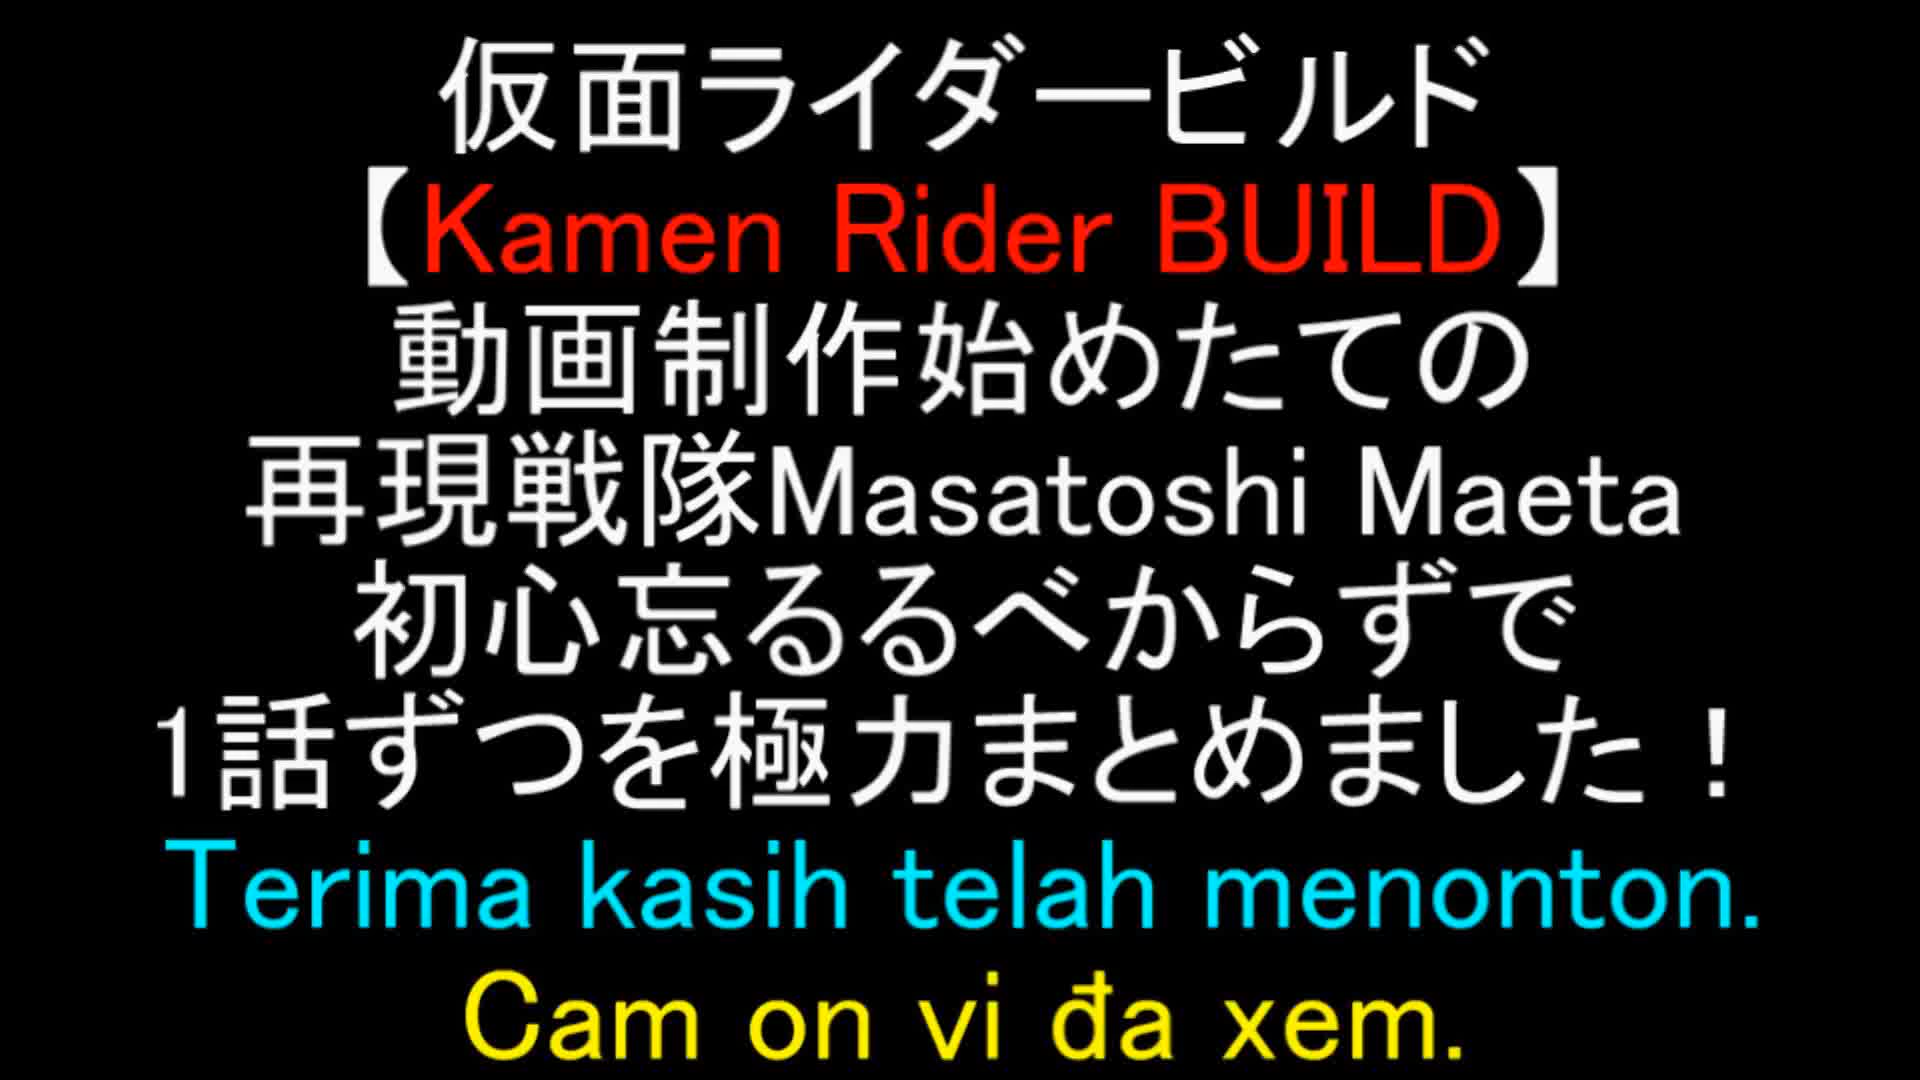 仮面ライダービルド
【Kamen Rider BUILD】
動画制作始めたての
再現戦隊Masatoshi Maeta
初心忘るるべからずで
1話ずつを極力まとめました！
Terima kasih telah menonton.
Cam on vi đa xem.